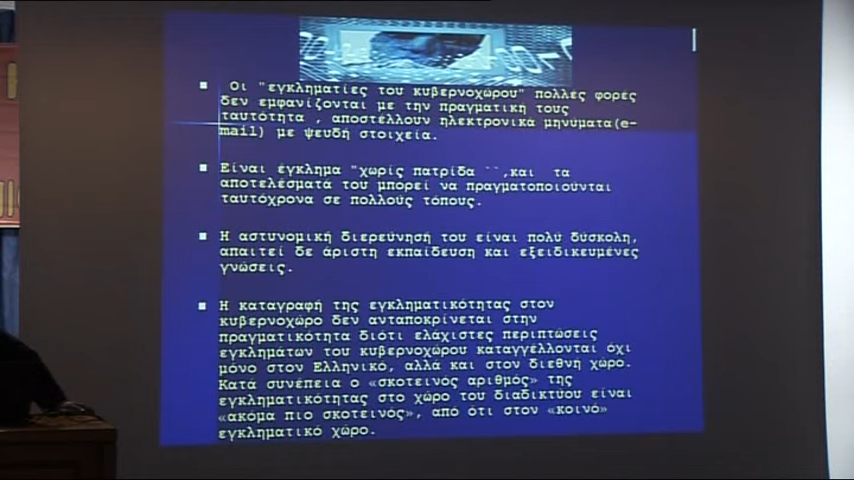 Οι "εγκληματίες του κυβερνοχώρου" πολλές φορές
δεν εμφανίζονται με την πραγματική τους
ταυτότητα , αποστέλλουν ηλεκτρονικά μηνύματα(e-
mail) με ψευδή στοιχεία.
Είναι έγκλημα "χωρίς πατρίδα ``,και τα
αποτελέσματά του μπορεί να πραγματοποιούνται
ταυτόχρονα σε πολλούς τόπους.
Η αστυνομική διερεύνησή του είναι πολύ δύσκολη,
απαιτεί δε άριστη εκπαίδευση και εξειδικευμένες
γνώσεις.
Η καταγραφή της εγκληματικότητας στον
κυβερνοχώρο δεν ανταποκρίνεται στην
πραγματικότητα διότι ελάχιστες περιπτώσεις
εγκλημάτων του κυβερνοχώρου καταγγέλλονται όχι
μόνο στον Ελληνικό, αλλά και στον διεθνή χώρο.
Κατά συνέπεια ο «σκοτεινός αριθμός» της
εγκληματικότητας στο χώρο του διαδικτύου είναι
«ακόμα πιο σκοτεινός», από ότι στον «κοινό»
εγκληματικό χώρο.